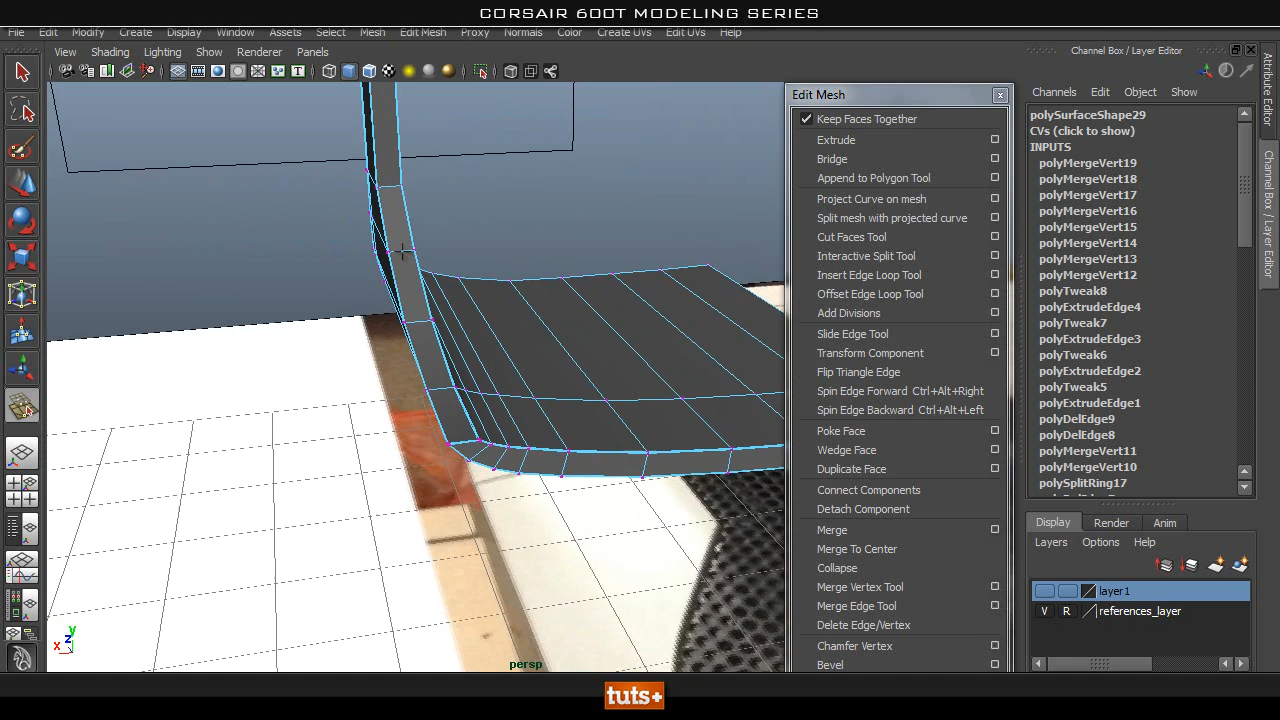 CORSAIR 600T MODELING SERIES
File Edit Modify Create Display Window Assets Select Mesh Edit Mesh Proxy Normals Color Create UVs Edit UVs Help
View Shading Lighting Show Renderer Panels
Channel Box / Layer Editor
Channels Edit Object Show
Attribute Editor
Channel Box / Layer Editor
Edit Mesh
Keep Faces Together
Extrude
Bridge
Append to Polygon Tool
Project Curve on mesh
Split mesh with projected curve
Cut Faces Tool
Interactive Split Tool
Insert Edge Loop Tool
Offset Edge Loop Tool
Add Divisions
Slide Edge Tool
Transform Component
Flip Triangle Edge
Spin Edge Forward Ctrl+Alt+Right
Spin Edge Backward Ctrl+Alt+Left
Poke Face
Wedge Face
Duplicate Face
Connect Components
Detach Component
Merge
Merge To Center
Collapse
Merge Vertex Tool
Merge Edge Tool
Delete Edge/Vertex
Chamfer Vertex
Bevel
polySurfaceShape29
CVs (click to show)
INPUTS
polyMergeVert19
polyMergeVert18
polyMergeVert17
polyMergeVert16
polyMergeVert15
polyMergeVert14
polyMergeVert13
polyMergeVert12
polyTweak8
polyExtrudeEdge4
polyTweak7
polyExtrudeEdge3
polyTweak6
polyExtrudeEdge2
polyTweak5
polyExtrudeEdge1
polyDelEdge9
polyDelEdge8
polyMergeVert11
polyMergeVert10
polySplitRing17
Display Render Anim
Layers Options Help
layer1
V R references_layer
y
z
x
persp
tuts+